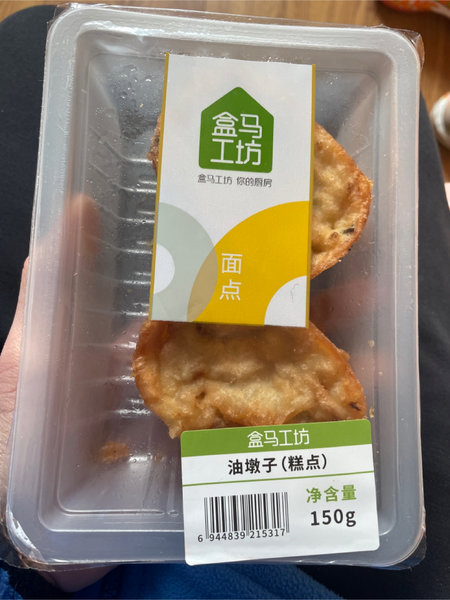 盒马
工坊
盒马工坊 你的厨房
面
点
盒马工坊
油墩子(糕点)
净含量
150g
6 944839 215317